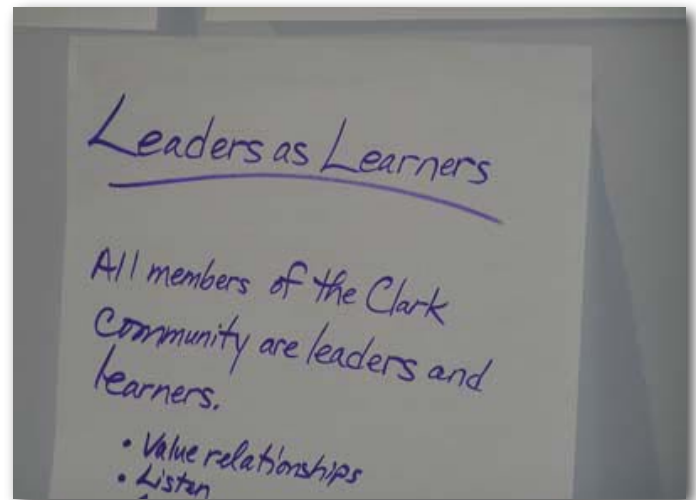 Leaders as Learners
All members of the Clark
Community are leaders and
learners.
• Value relationships
• Listen